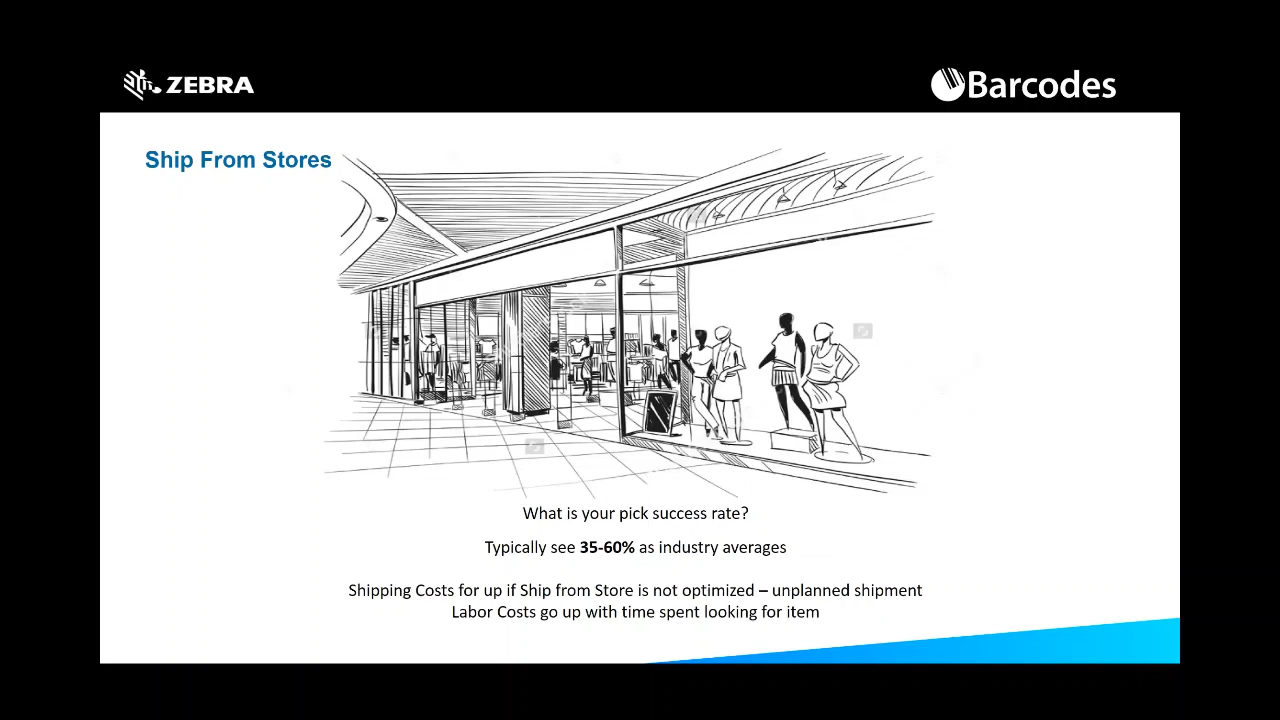 ZEBRA
Barcodes
Ship From Stores
What is your pick success rate?
Typically see 35-60% as industry averages
Shipping Costs for up if Ship from Store is not optimized – unplanned shipment
Labor Costs go up with time spent looking for item